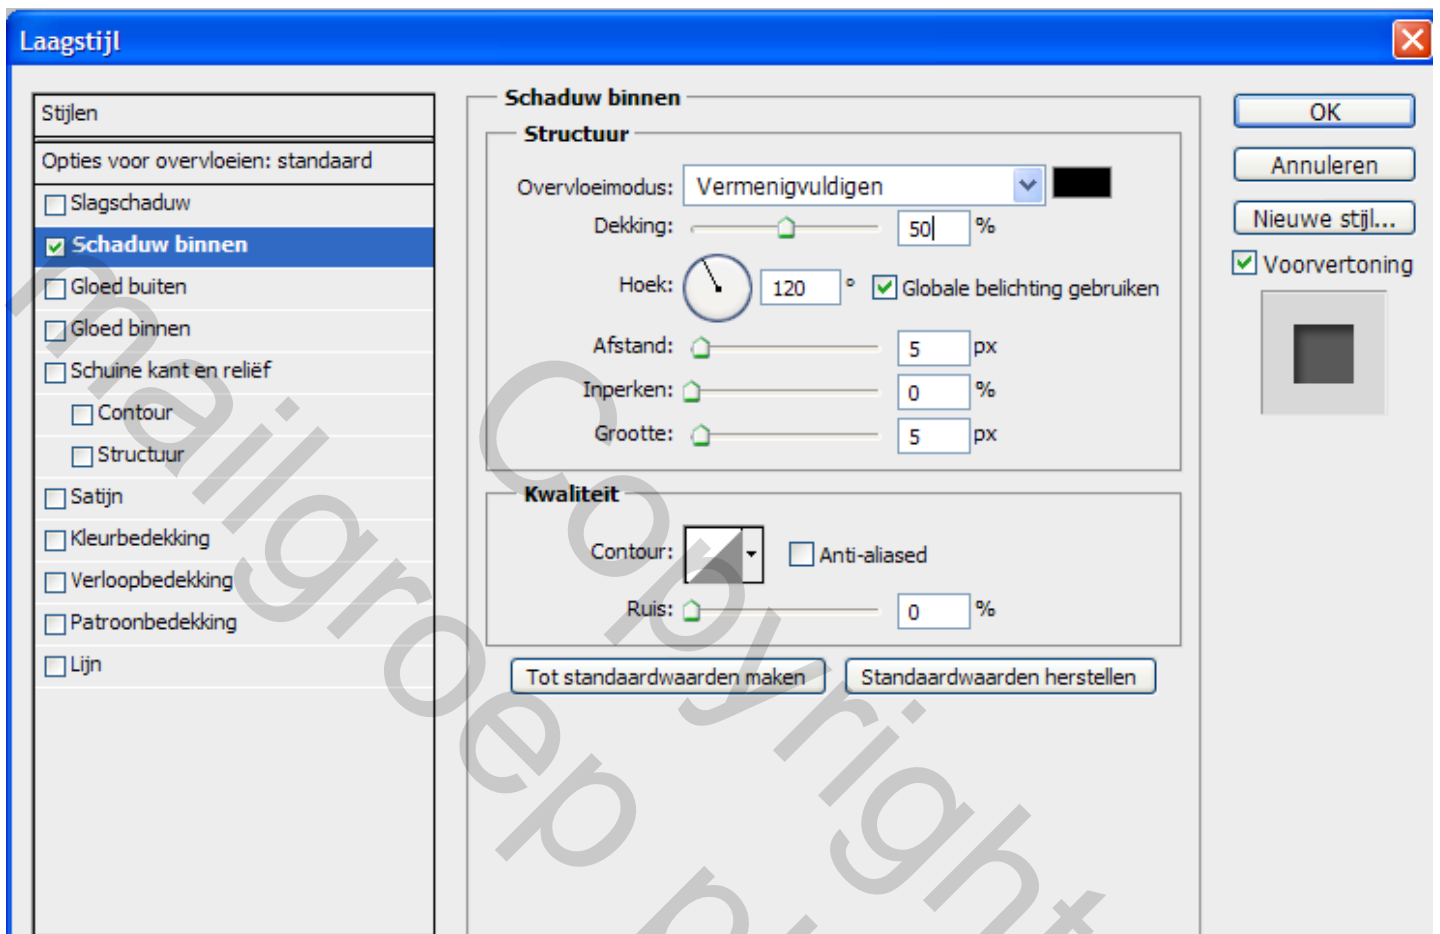 Laagstijl
Stijlen
Opties voor overvloeien: standaard
Slagschaduw
Schaduw binnen
Gloed buiten
Gloed binnen
Schuine kant en reliëf
Contour
Structuur
Satijn
Kleurbedekking
Verloopbedekking
Patroonbedekking
Lijn
Schaduw binnen
Structuur
Overvloeimodus: Vermenigvuldigen
Dekking: 50 %
Hoek: 120 ° Globale belichting gebruiken
Afstand: 5 px
Inperken: 0 %
Grootte: 5 px
Kwaliteit
Contour: Anti-aliased
Ruis: 0 %
Tot standaardwaarden maken Standaardwaarden herstellen
OK
Annuleren
Nieuwe stijl...
Voorvertoning
mailgroep
Copyright